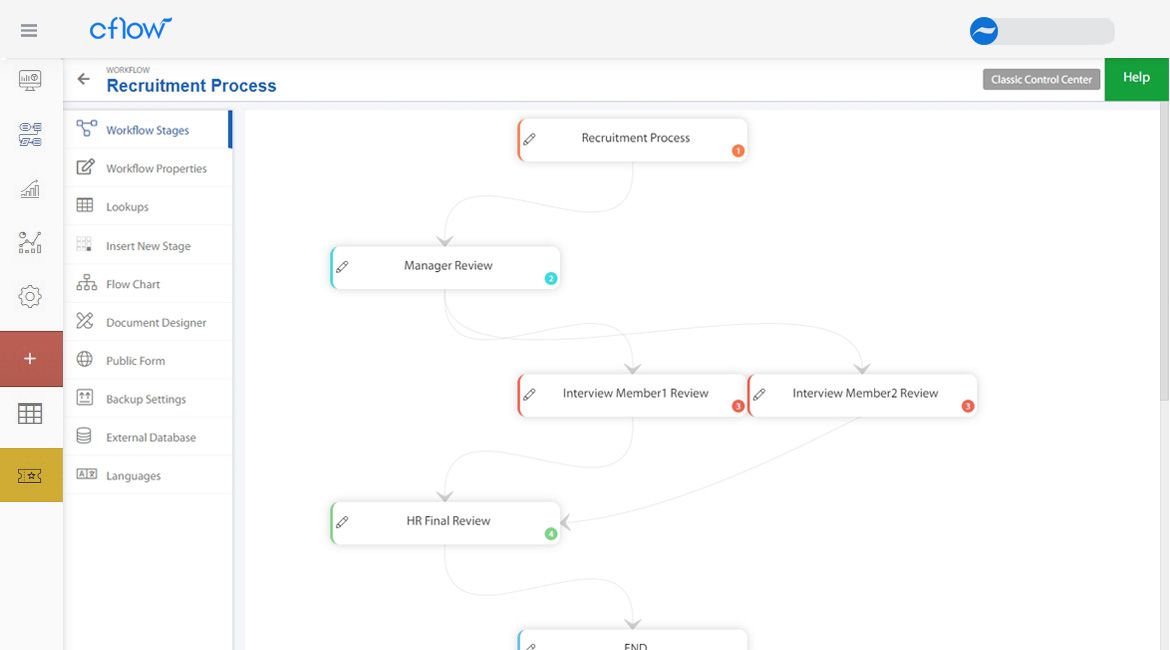 cflow
WORKFLOW
Recruitment Process
Classic Control Center
Help
Workflow Stages
Workflow Properties
Lookups
Insert New Stage
Flow Chart
Document Designer
Public Form
Backup Settings
External Database
Languages
Recruitment Process
1
Manager Review
2
Interview Member1 Review
3
Interview Member2 Review
3
HR Final Review
4
END